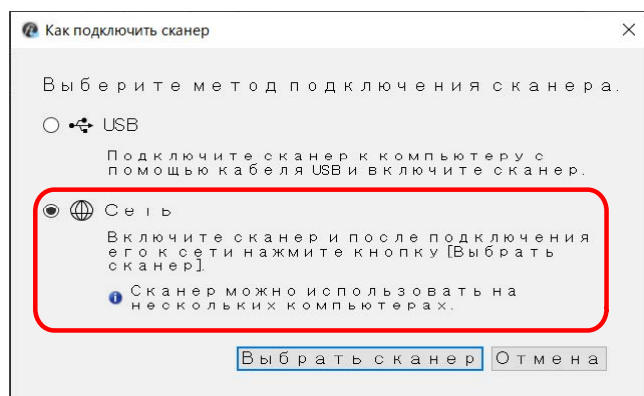 Как подключить сканер
Выберите метод подключения сканера.
USB
Подключите сканер к компьютеру с
помощью кабеля USB и включите сканер.
Сеть
Включите сканер и после подключения
его к сети нажмите кнопку [Выбрать
сканер].
Сканер можно использовать на
нескольких компьютерах.
Выбрать сканер
Отмена